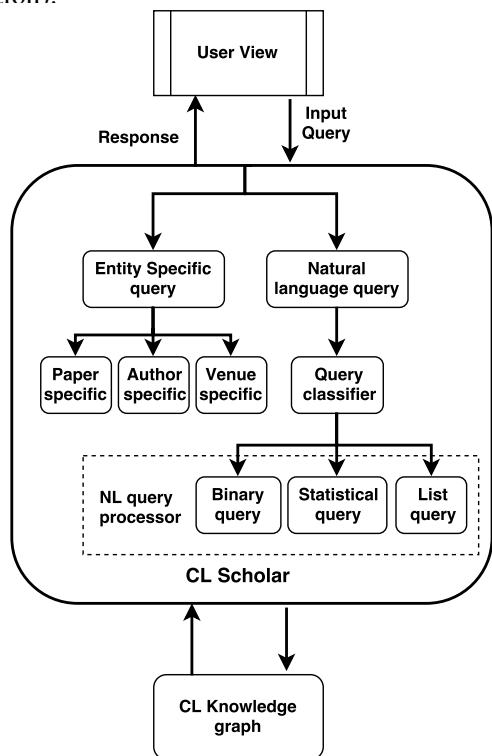 User View
Response
Input
Query
Entity Specific
query
Natural
language query
Paper
specific
Author
specific
Venue
specific
Query
classifier
NL query
processor
Binary
query
Statistical
query
List
query
CL Scholar
CL Knowledge
graph